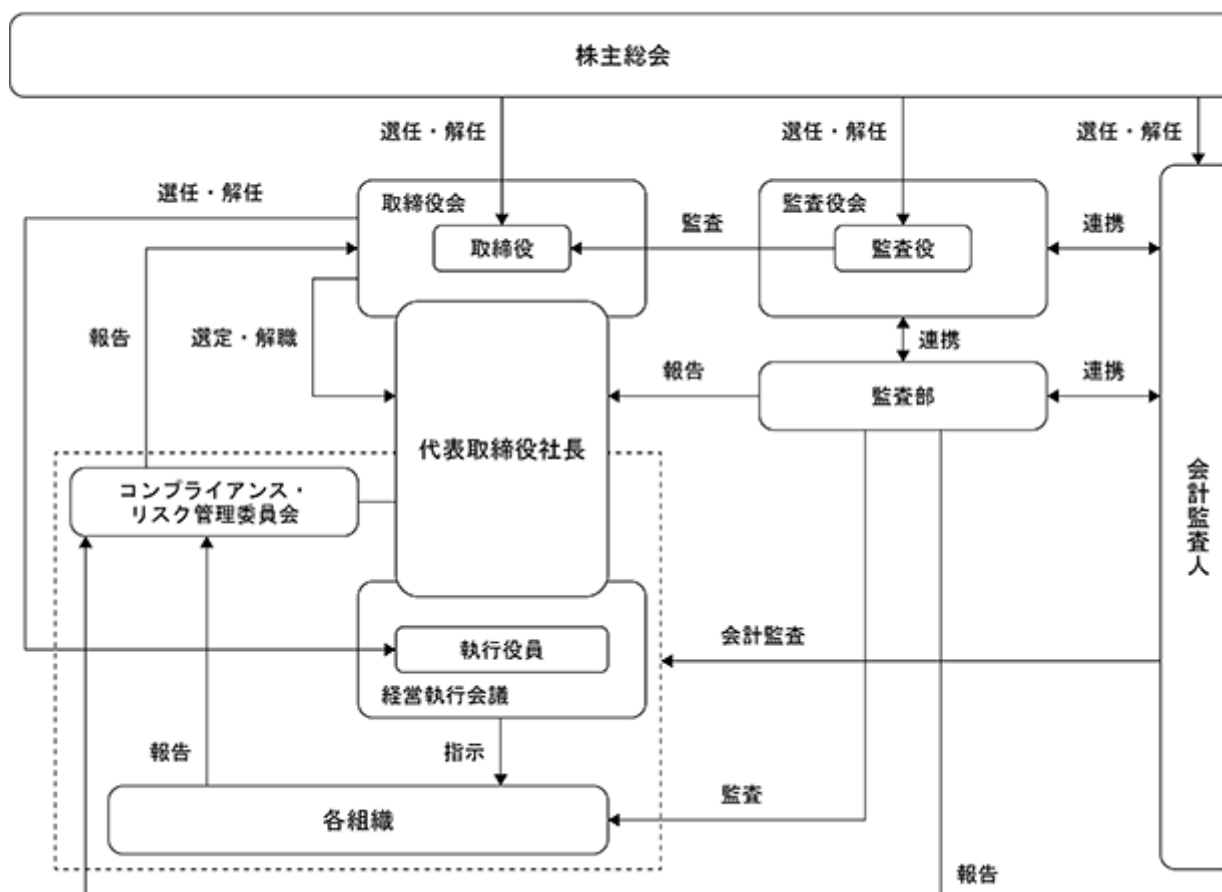 株主総会
選任・解任
選任・解任
選任・解任
選任・解任
取締役会
取締役
監査
監査役会
監査役
連携
報告
選定・解職
連携
報告
監査部
連携
代表取締役社長
コンプライアンス・
リスク管理委員会
会計監査人
執行役員
経営執行会議
会計監査
報告
指示
各組織
監査
報告